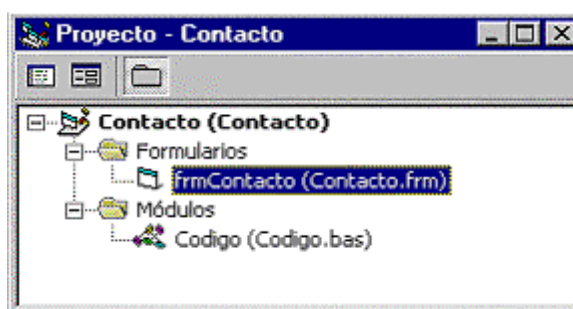 Proyecto - Contacto
Contacto (Contacto)
Formularios
frmContacto (Contacto.frm)
Módulos
Codigo (Codigo.bas)